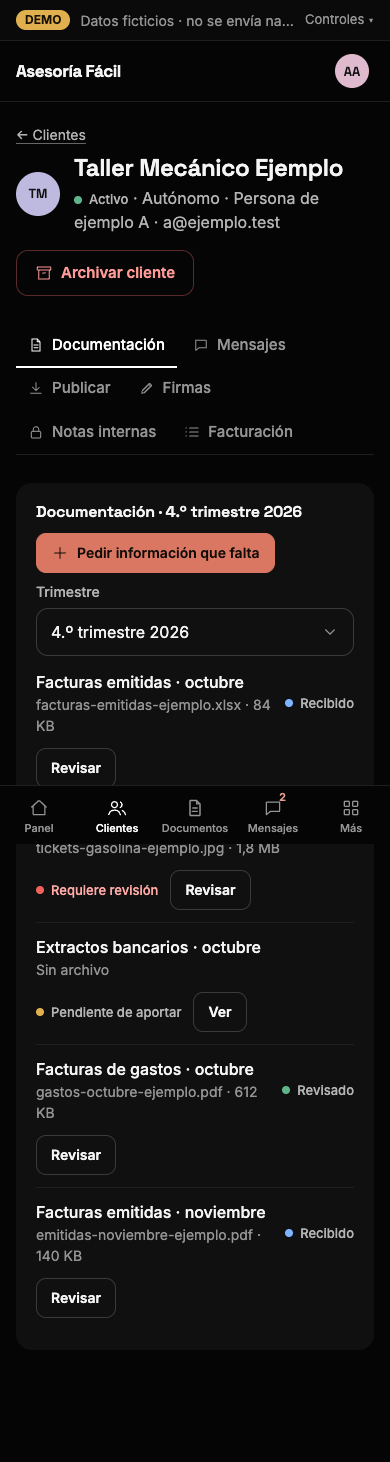 DEMO Datos ficticios · no se envía na... Controles ▾
Asesoría Fácil AA
← Clientes
TM Taller Mecánico Ejemplo
Activo · Autónomo · Persona de
ejemplo A · a@ejemplo.test
Archivar cliente
Documentación Mensajes
Publicar Firmas
Notas internas Facturación
Documentación · 4.º trimestre 2026
Pedir información que falta
Trimestre
4.º trimestre 2026
Facturas emitidas · octubre
facturas-emitidas-ejemplo.xlsx · 84
KB
Recibido
Revisar
Panel Clientes Documentos Mensajes 2 Más
tickets-gasolina-ejemplo.jpg · 1,8 MB
Requiere revisión Revisar
Extractos bancarios · octubre
Sin archivo
Pendiente de aportar Ver
Facturas de gastos · octubre
gastos-octubre-ejemplo.pdf · 612
KB
Revisado
Revisar
Facturas emitidas · noviembre
emitidas-noviembre-ejemplo.pdf ·
140 KB
Recibido
Revisar